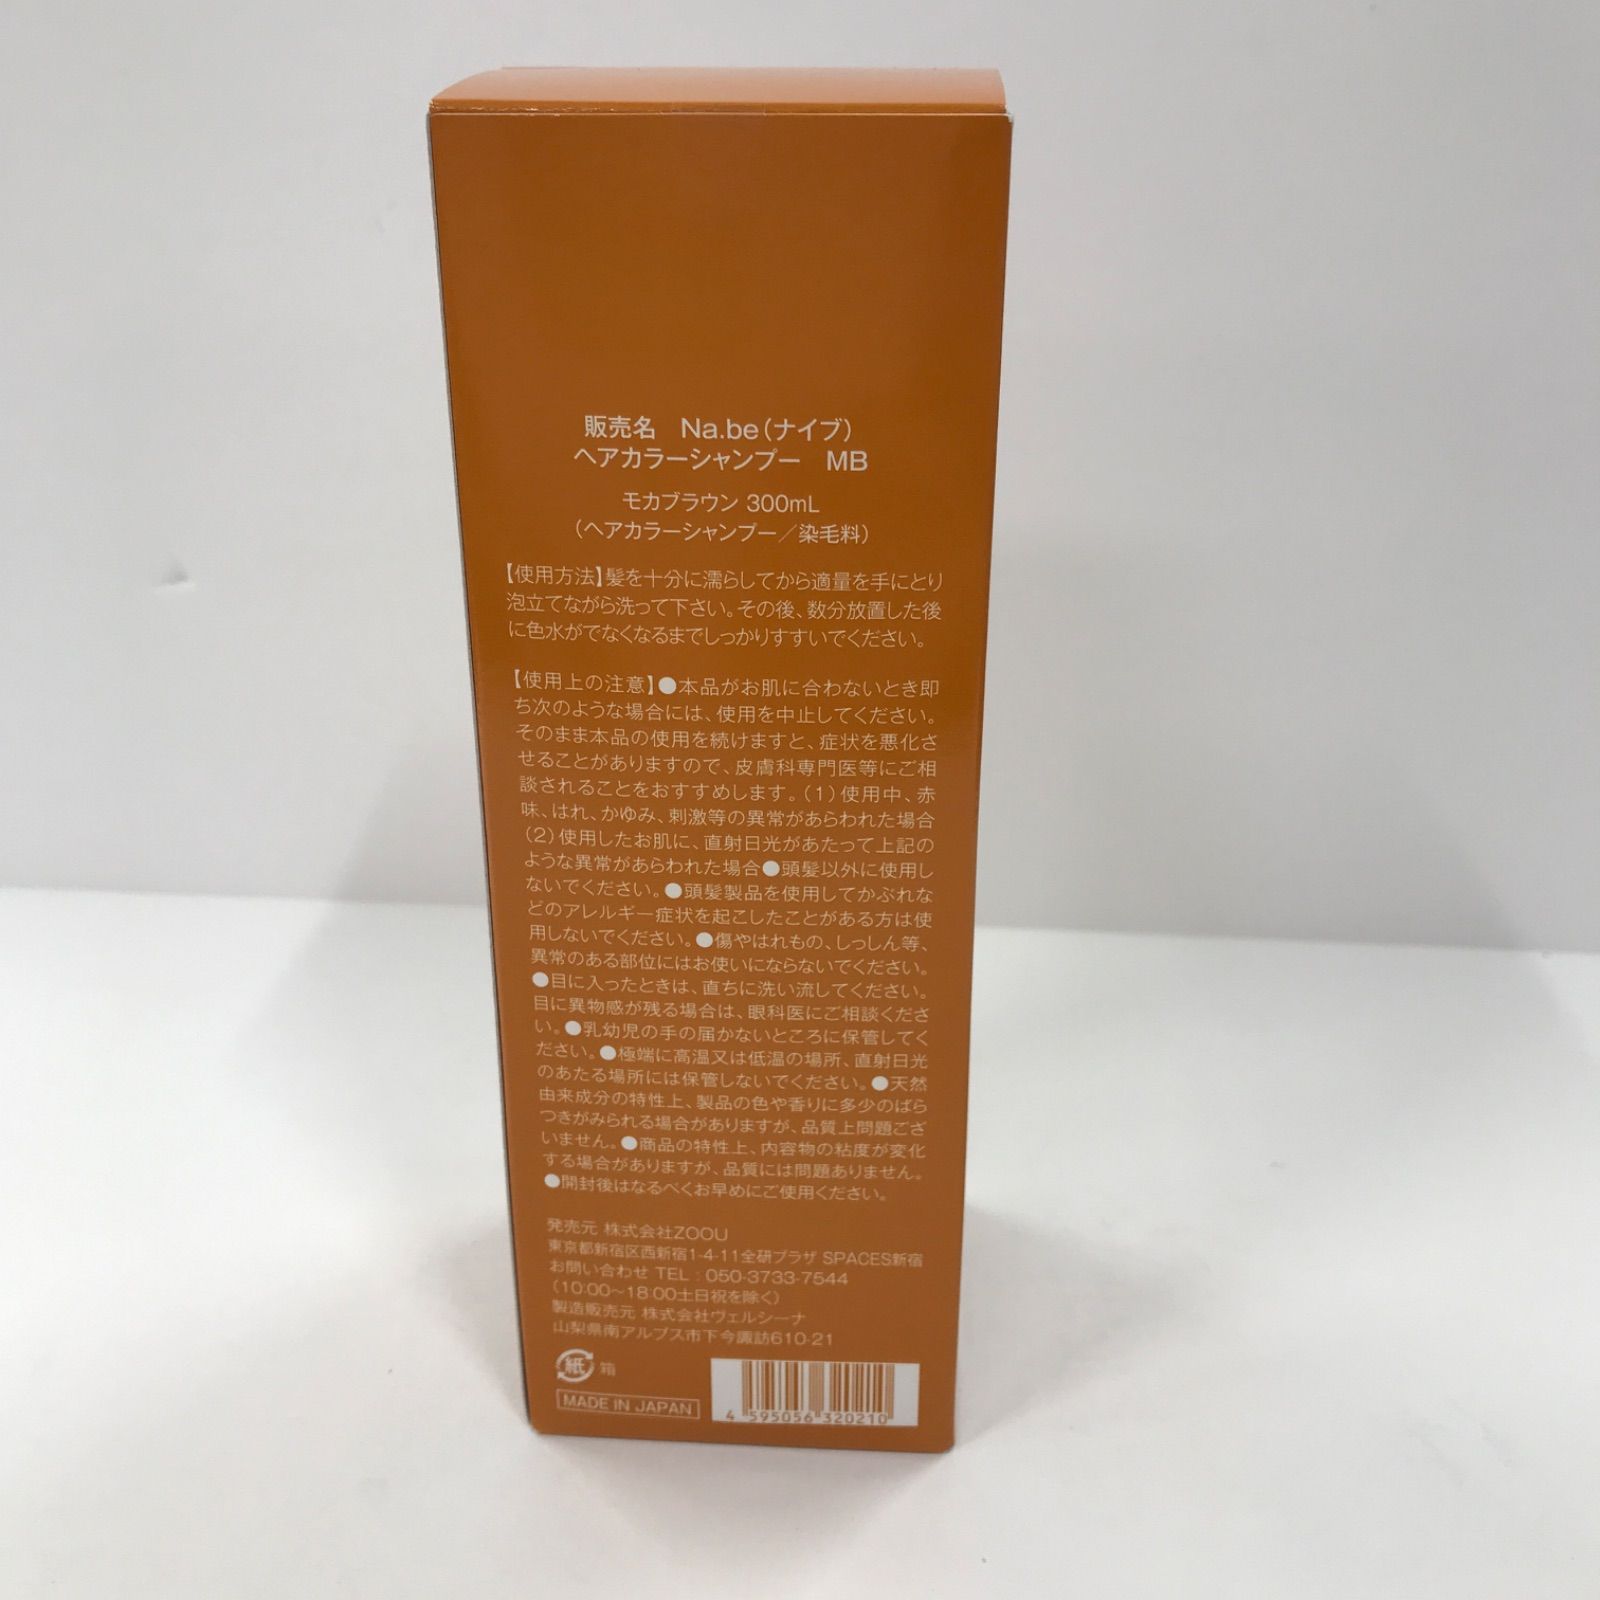 販売名　Na.be（ナイブ）
ヘアカラーシャンプー　MB
モカブラウン 300mL
（ヘアカラーシャンプー／染毛料）
【使用方法】髪を十分に濡らしてから適量を手にとり
泡立てながら洗って下さい。その後、数分放置した後
に色水がでなくなるまでしっかりすすいでください。
【使用上の注意】●本品がお肌に合わないとき即
ち次のような場合には、使用を中止してください。
そのまま本品の使用を続けますと、症状を悪化さ
せることがありますので、皮膚科専門医等にご相
談されることをおすすめします。（1）使用中、赤
味、はれ、かゆみ、刺激等の異常があらわれた場合
（2）使用したお肌に、直射日光があたって上記の
ような異常があらわれた場合●頭髪以外に使用し
ないでください。●頭髪製品を使用してかぶれな
どのアレルギー症状を起こしたことがある方は使
用しないでください。●傷やはれもの、しっしん等、
異常のある部位にはお使いにならないでください。
●目に入ったときは、直ちに洗い流してください。
目に異物感が残る場合は、眼科医にご相談くださ
い。●乳幼児の手の届かないところに保管してく
ださい。●極端に高温又は低温の場所、直射日光
のあたる場所には保管しないでください。●天然
由来成分の特性上、製品の色や香りに多少のばら
つきがみられる場合がありますが、品質上問題ござ
いません。●商品の特性上、内容物の粘度が変化
する場合がありますが、品質には問題ありません。
●開封後はなるべくお早めにご使用ください。
発売元 株式会社ZOOU
東京都新宿区西新宿1-4-11全研プラザ SPACES新宿
お問い合わせ TEL：050-3733-7544
（10:00～18:00土日祝を除く）
製造販売元 株式会社ヴェルシーナ
山梨県南アルプス市下今諏訪610-21
紙 箱
MADE IN JAPAN
4 595056 320210